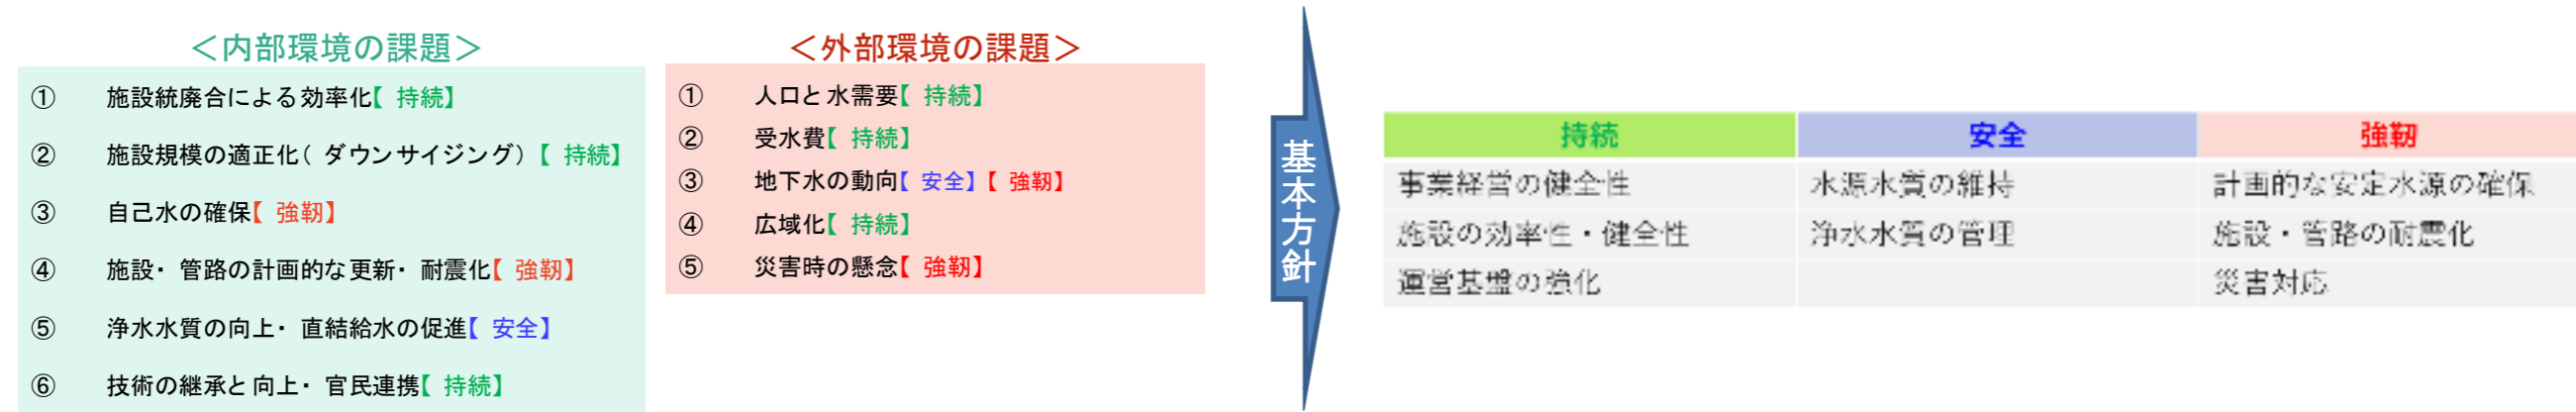 ＜内部環境の課題＞
① 施設統廃合による効率化【 持続】
② 施設規模の適正化( ダウンサイジング) 【 持続】
③ 自己水の確保【 強靭】
④ 施設・ 管路の計画的な更新・ 耐震化【 強靭】
⑤ 浄水水質の向上・ 直結給水の促進【 安全】
⑥ 技術の継承と向上・ 官民連携【 持続】
＜外部環境の課題＞
① 人口と水需要【 持続】
② 受水費【 持続】
③ 地下水の動向【 安全】【 強靭】
④ 広域化【 持続】
⑤ 災害時の懸念【 強靭】
基本方針
持続 安全 強靭
事業経営の健全性 水源水質の維持 計画的な安定水源の確保
施設の効率性・健全性 浄水水質の管理 施設・管路の耐震化
運営基盤の強化 災害対応